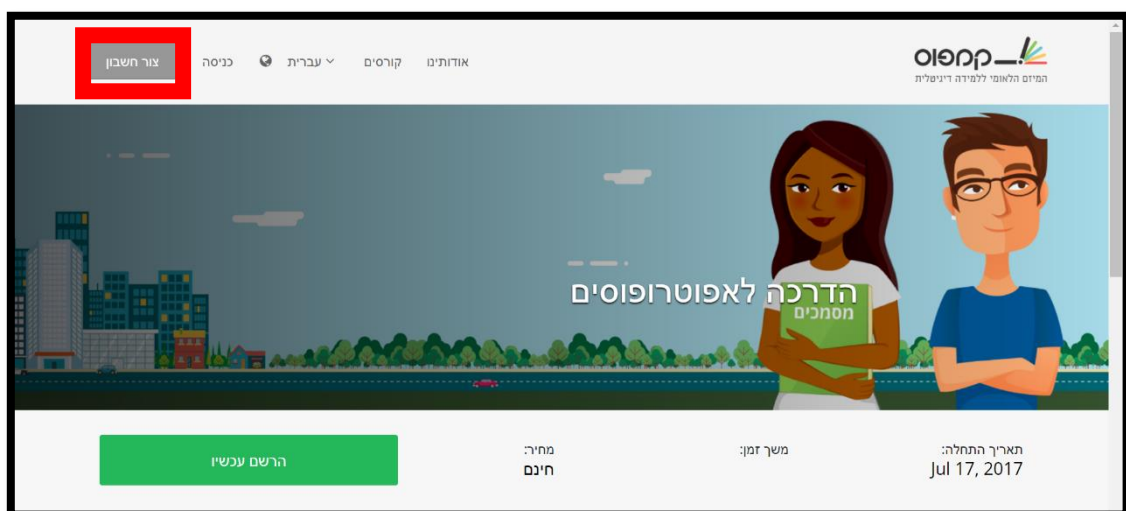 קמפוס
המיזם הלאומי ללמידה דיגיטלית
אודותינו
קורסים
עברית
כניסה
צור חשבון
הדרכה לאפוטרופוסים
מסמכים
תאריך התחלה:
Jul 17, 2017
משך זמן:
מחיר:
חינם
הרשם עכשיו